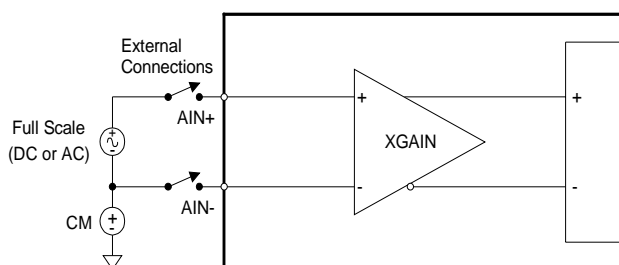 External
Connections
+
+
AIN+
XGAIN
Full Scale
(DC or AC)
+
-
-
-
AIN-
CM
+
-